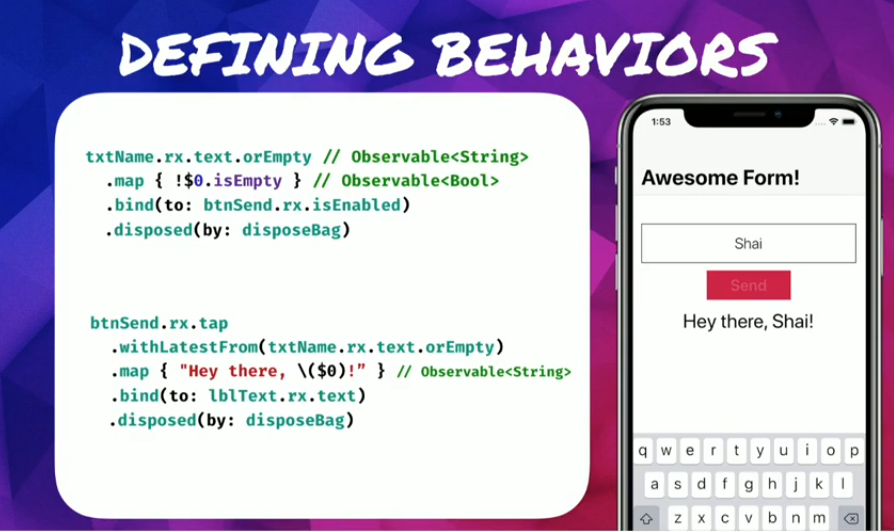 DEFINING BEHAVIORS
txtName.rx.text.orEmpty // Observable<String>
.map { !$0.isEmpty } // Observable<Bool>
.bind(to: btnSend.rx.isEnabled)
.disposed(by: disposeBag)
btnSend.rx.tap
.withLatestFrom(txtName.rx.text.orEmpty)
.map { "Hey there, \($0)!” } // Observable<String>
.bind(to: lblText.rx.text)
.disposed(by: disposeBag)
1:53
Awesome Form!
Shai
Send
Hey there, Shai!
q w e r t y u i o p
a s d f g h j k l
z x c v b n m